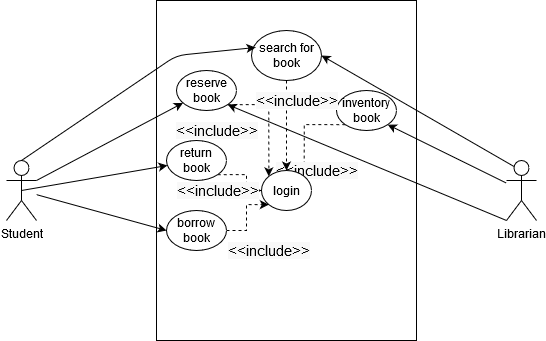 search for
book
reserve
book
<<include>>
inventory
book
<<include>>
return
book
<<include>>
<<include>>
login
borrow
book
<<include>>
Student
Librarian